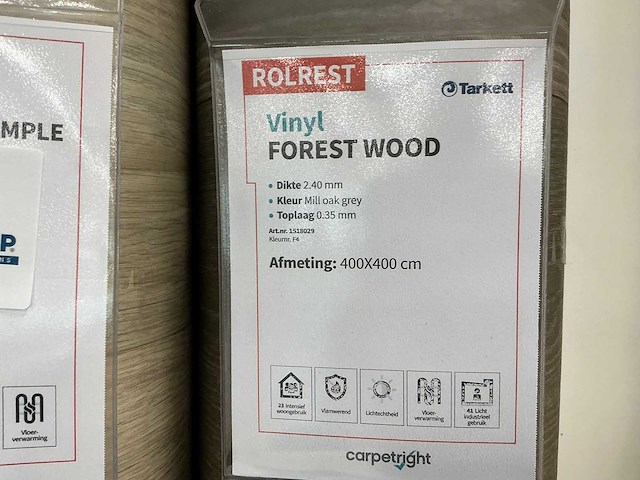 MPLE
P
Vloer-
verwarming
ROLREST
Tarkett
Vinyl
FOREST WOOD
• Dikte 2.40 mm
• Kleur Mill oak grey
• Toplaag 0.35 mm
Art.nr. 1518029
Kleurnr. F4
Afmeting: 400X400 cm
23 Intensief
woongebruik
Vlamwerend
Lichtechtheid
Vloer-
verwarming
41 Licht
industrieel
gebruik
carpetright